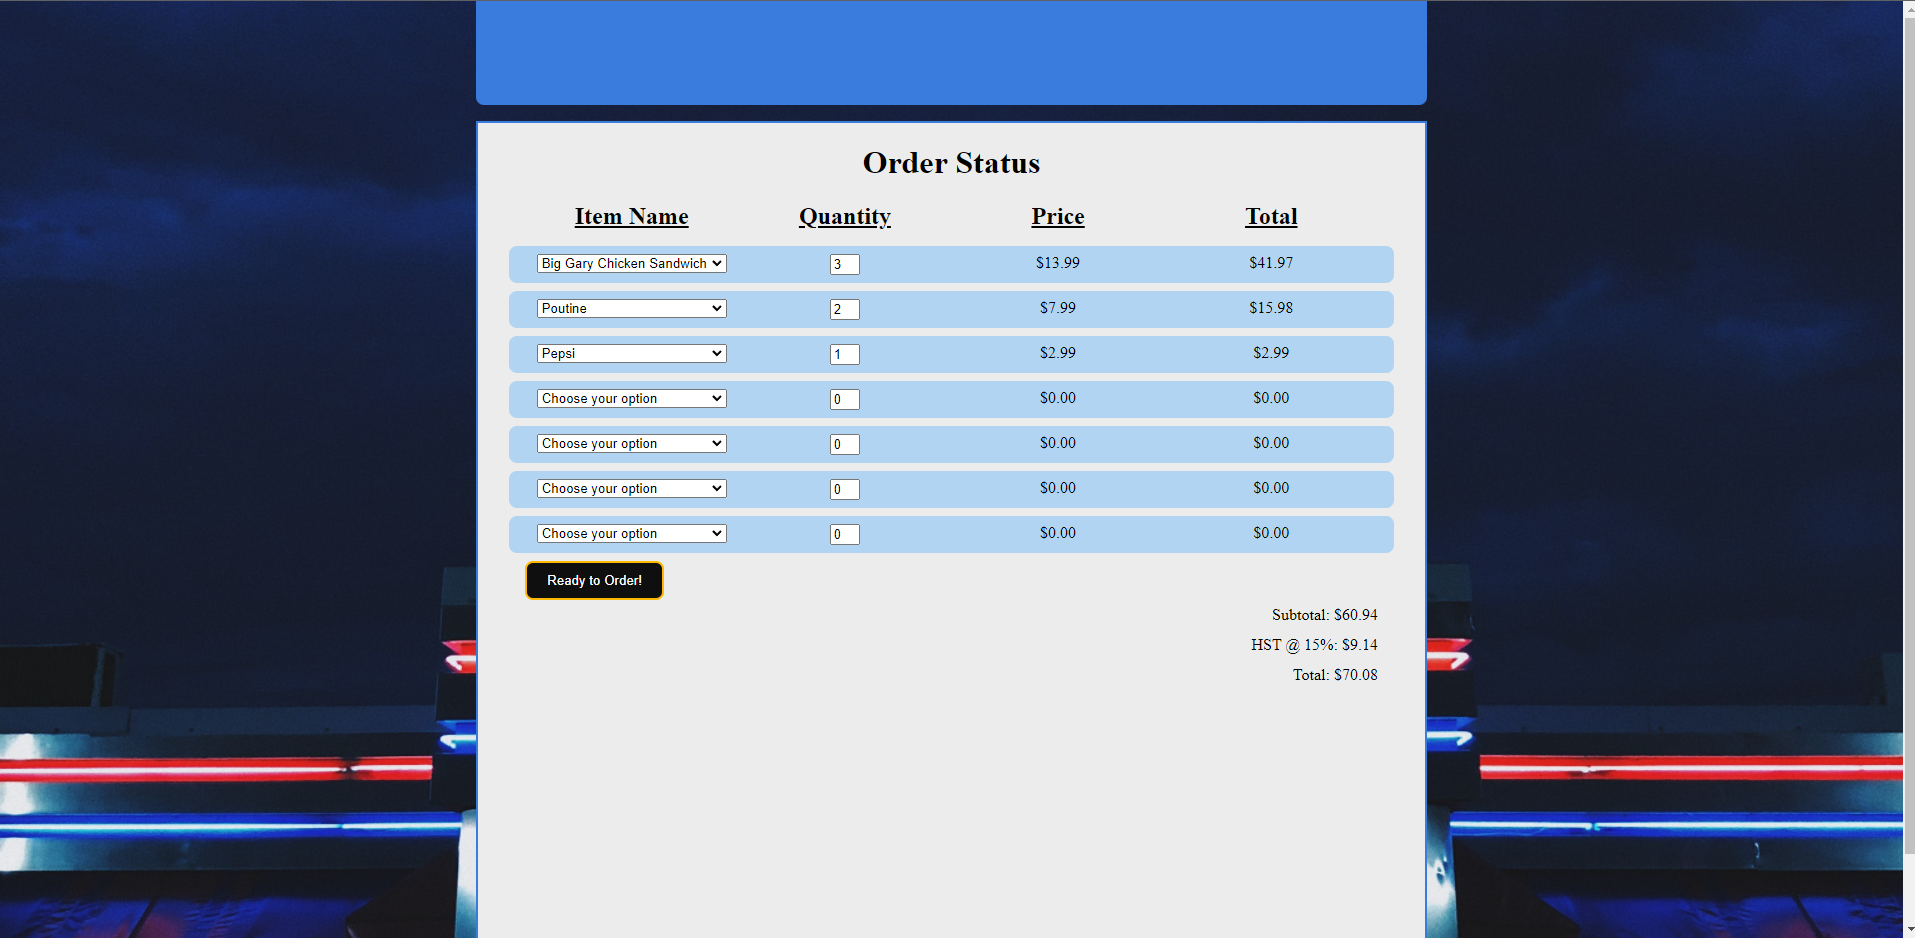 Order Status
Item Name Quantity Price Total
Big Gary Chicken Sandwich 3 $13.99 $41.97
Poutine 2 $7.99 $15.98
Pepsi 1 $2.99 $2.99
Choose your option 0 $0.00 $0.00
Choose your option 0 $0.00 $0.00
Choose your option 0 $0.00 $0.00
Choose your option 0 $0.00 $0.00
Ready to Order!
Subtotal: $60.94
HST @ 15%: $9.14
Total: $70.08